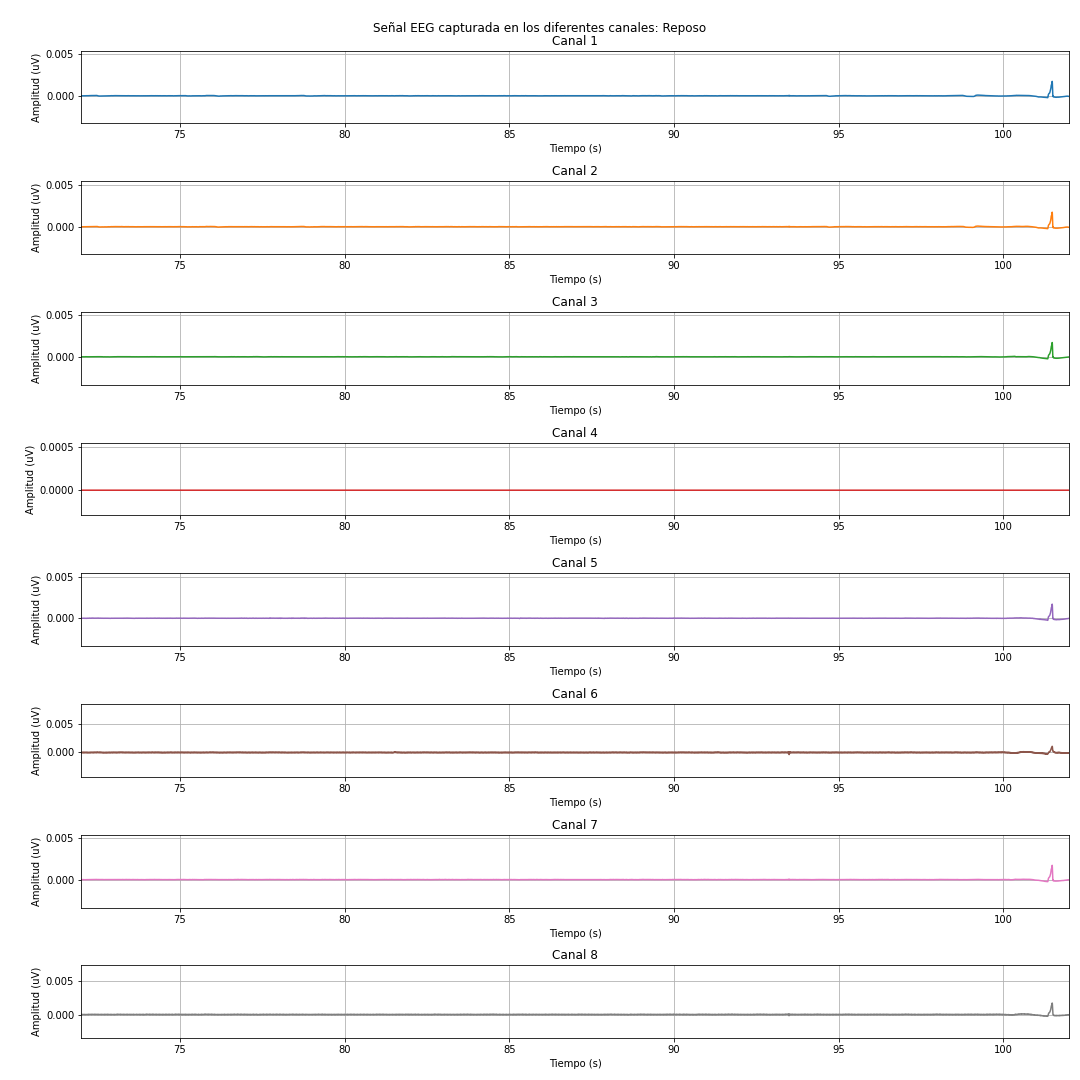 Señal EEG capturada en los diferentes canales: Reposo
Canal 1
Amplitud (uV)
0.005
0.000
75 80 85 90 95 100
Tiempo (s)
Canal 2
Amplitud (uV)
0.005
0.000
75 80 85 90 95 100
Tiempo (s)
Canal 3
Amplitud (uV)
0.005
0.000
75 80 85 90 95 100
Tiempo (s)
Canal 4
Amplitud (uV)
0.0005
0.0000
75 80 85 90 95 100
Tiempo (s)
Canal 5
Amplitud (uV)
0.005
0.000
75 80 85 90 95 100
Tiempo (s)
Canal 6
Amplitud (uV)
0.005
0.000
75 80 85 90 95 100
Tiempo (s)
Canal 7
Amplitud (uV)
0.005
0.000
75 80 85 90 95 100
Tiempo (s)
Canal 8
Amplitud (uV)
0.005
0.000
75 80 85 90 95 100
Tiempo (s)